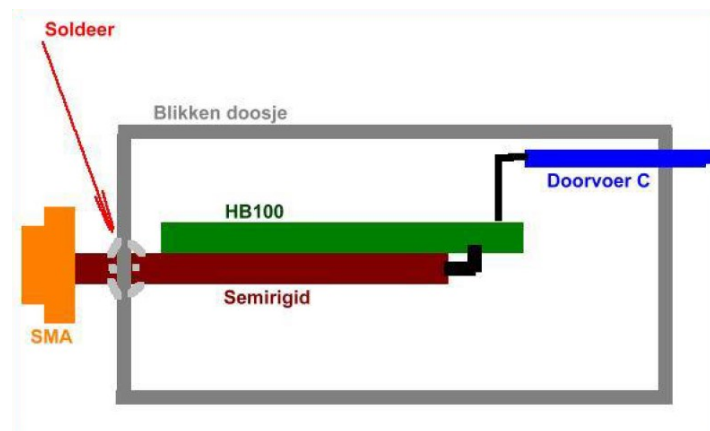 Soldeer
Blikken doosje
Doorvoer C
HB100
Semirigid
SMA